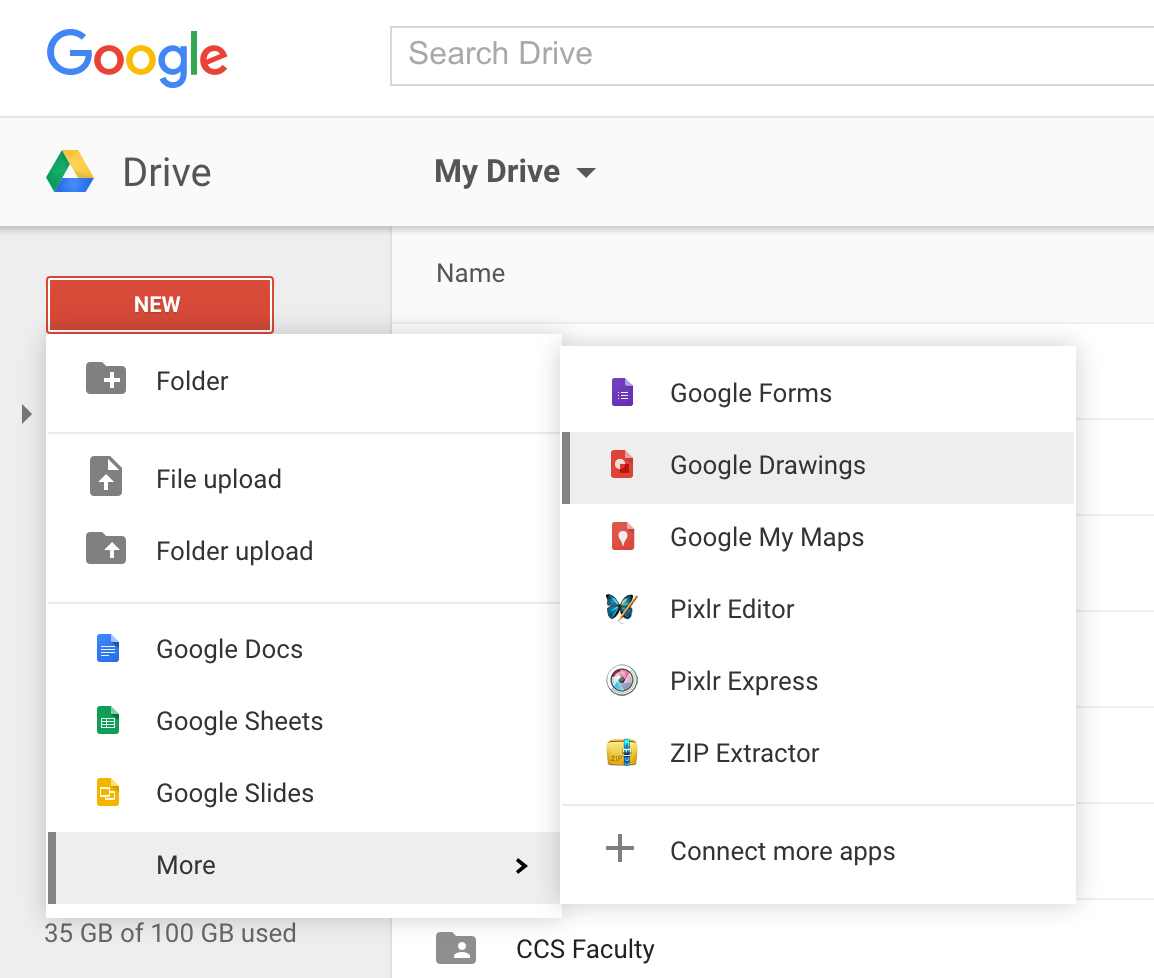 Google
Search Drive
Drive
My Drive
Name
NEW
Folder
File upload
Folder upload
Google Docs
Google Sheets
Google Slides
More
Google Forms
Google Drawings
Google My Maps
Pixlr Editor
Pixlr Express
ZIP
ZIP Extractor
Connect more apps
35 GB of 100 GB used
CCS Faculty